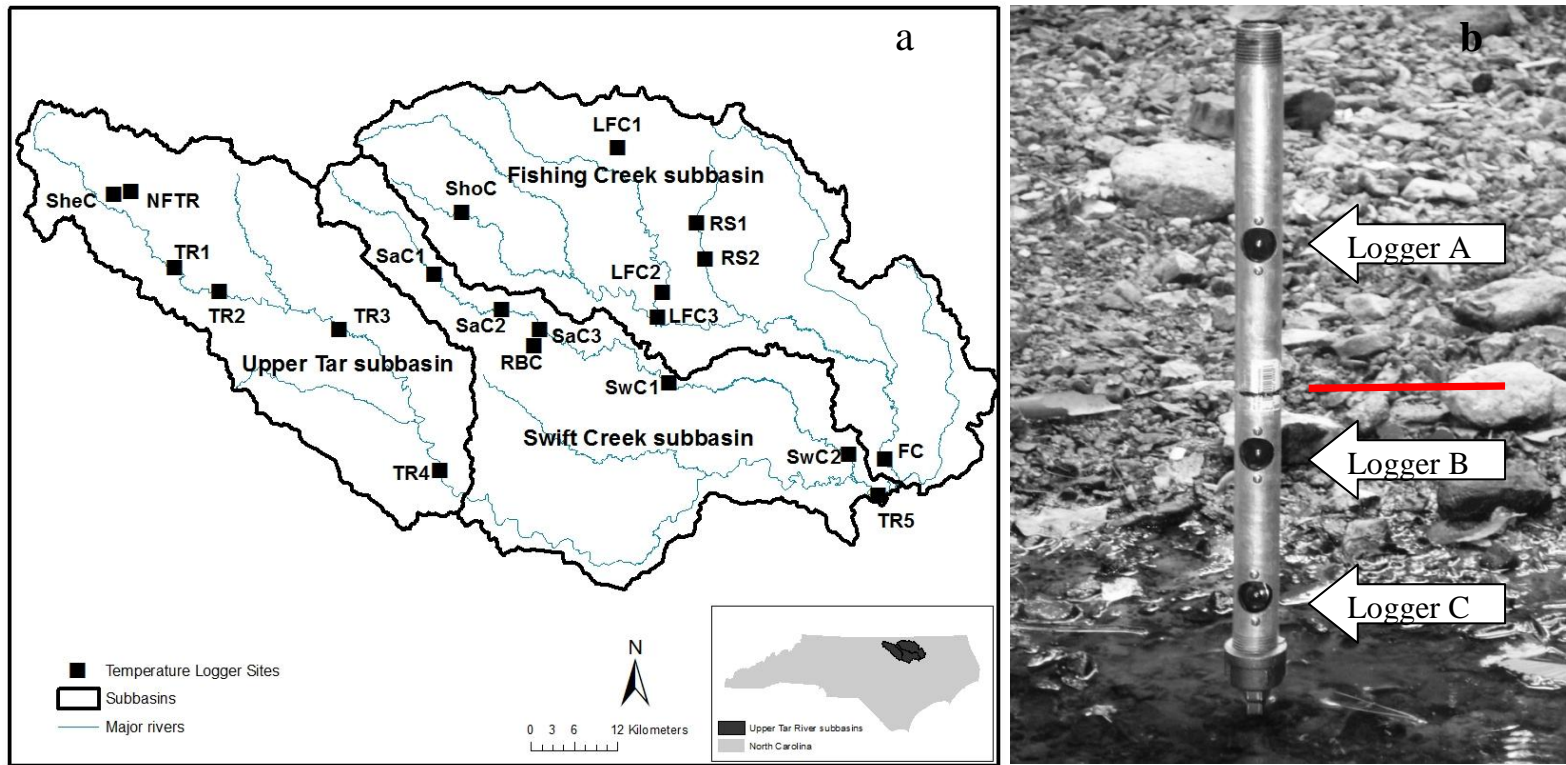 a
LFC1
Fishing Creek subbasin
SheC
NFTR
ShoC
RS1
TR1
SaC1
RS2
LFC2
TR2
TR3
SaC2
SaC3
LFC3
Upper Tar subbasin
RBC
SwC1
Swift Creek subbasin
SwC2
FC
TR4
TR5
Temperature Logger Sites
Subbasins
Major rivers
N
0 3 6 12 Kilometers
Upper Tar River subbasins
North Carolina
b
Logger A
Logger B
Logger C